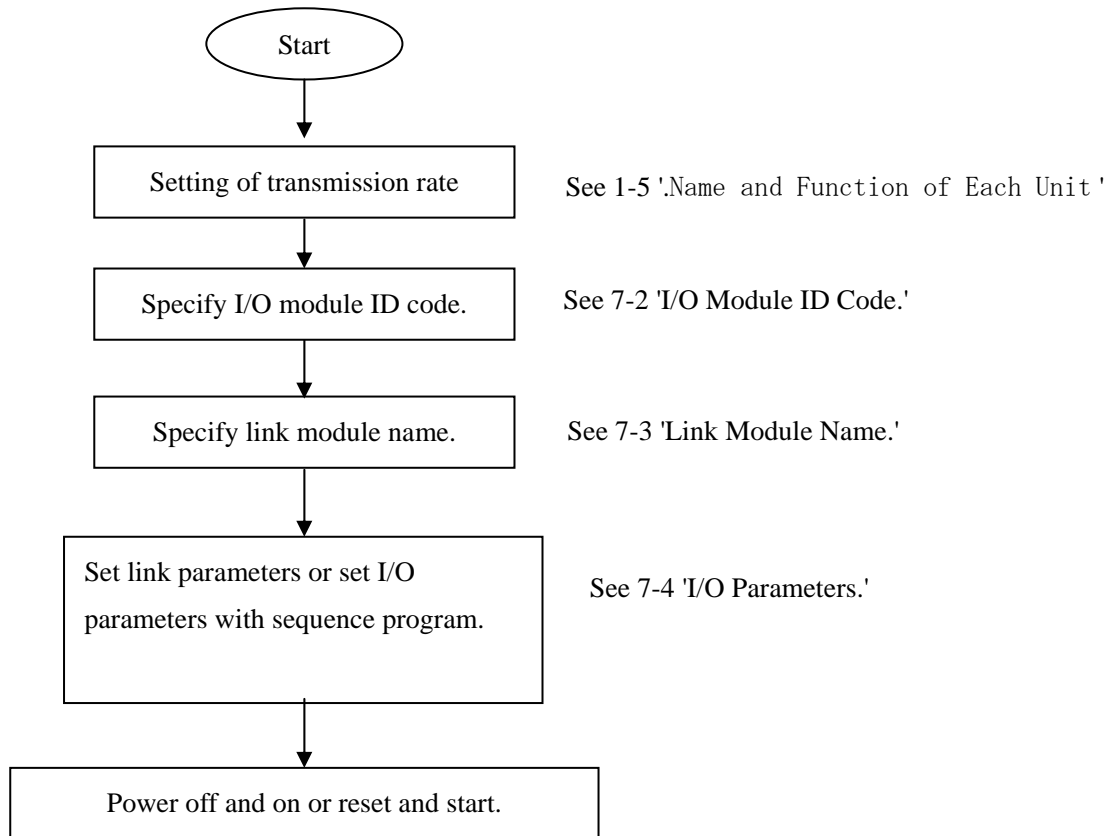 Start
Setting of transmission rate
See 1-5 '.Name and Function of Each Unit '
Specify I/O module ID code.
See 7-2 'I/O Module ID Code.'
Specify link module name.
See 7-3 'Link Module Name.'
Set link parameters or set I/O
parameters with sequence program.
See 7-4 'I/O Parameters.'
Power off and on or reset and start.